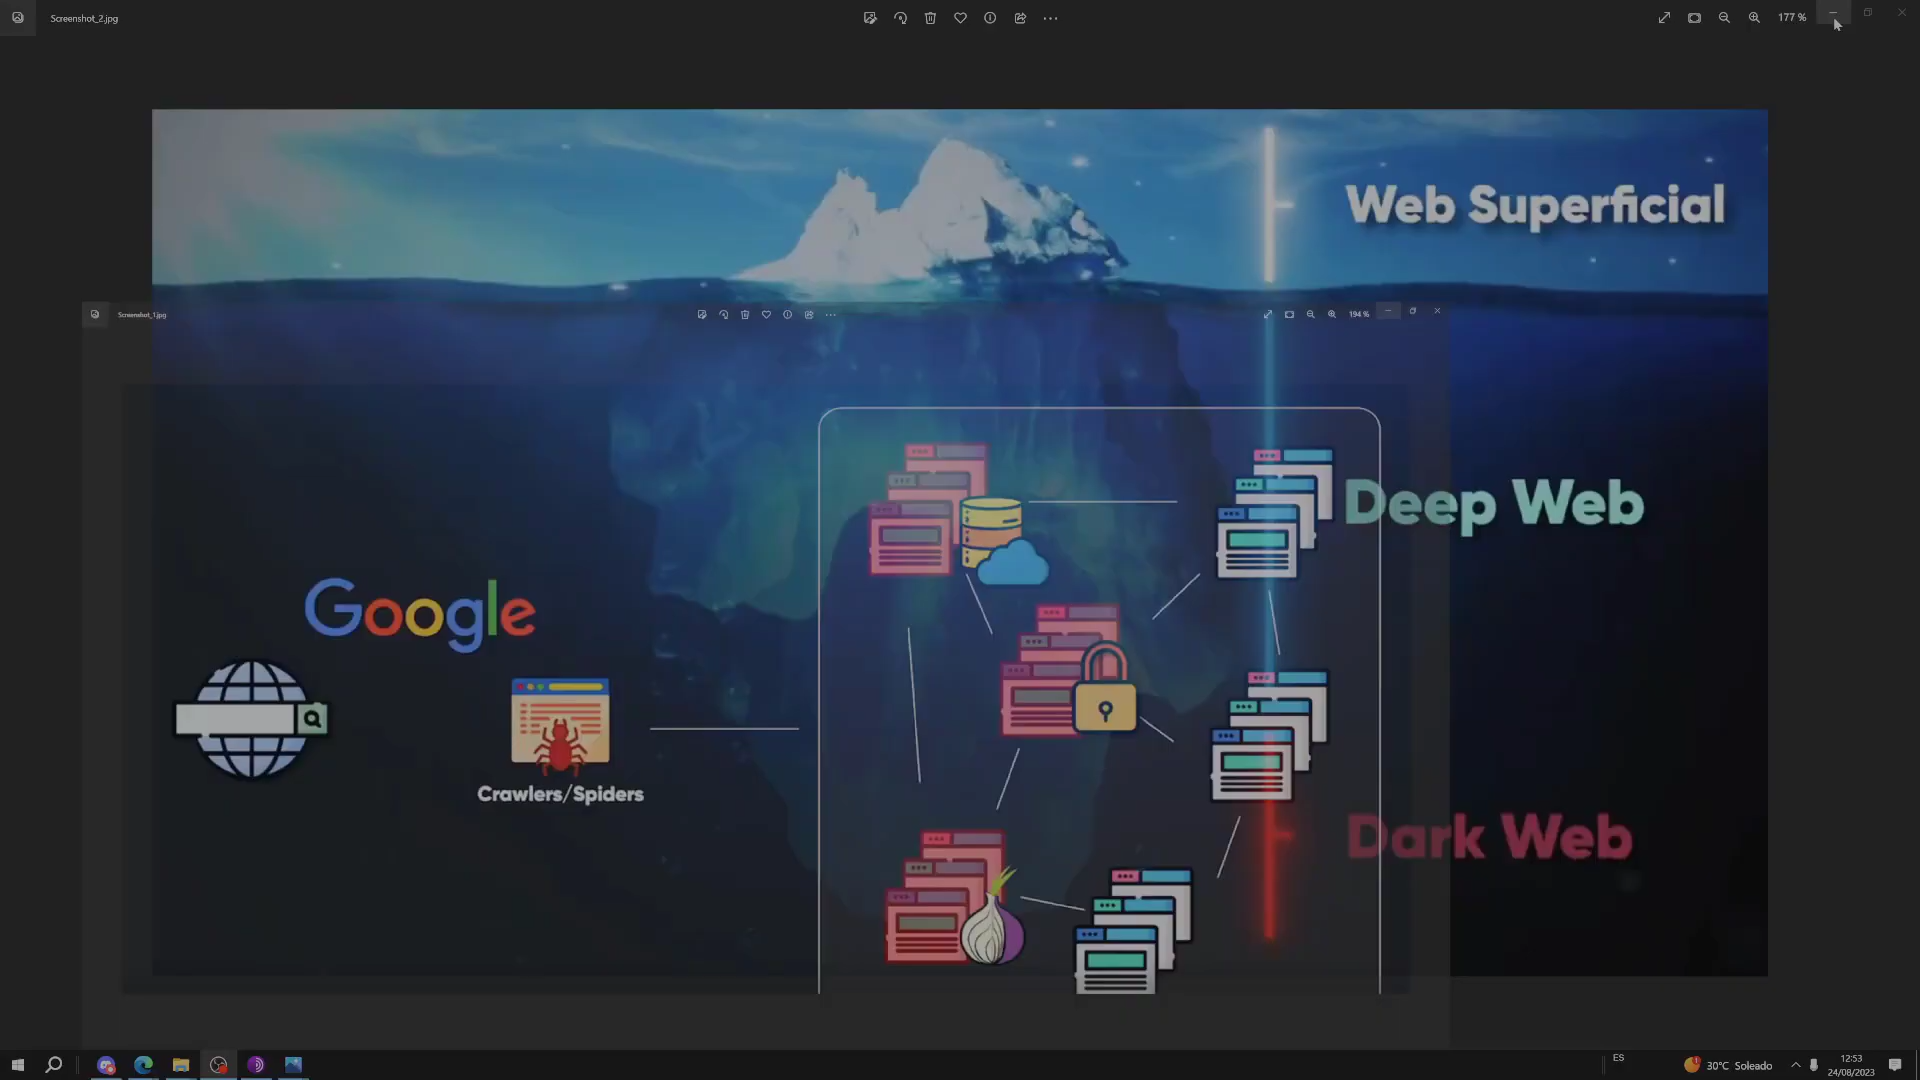 Screenshot_2.jpg
177 %
Web Superficial
Screenshot_1.jpg
194 %
Deep Web
Google
Crawlers/Spiders
Dark Web
ES
1
30°C Soleado
12:53
24/08/2023